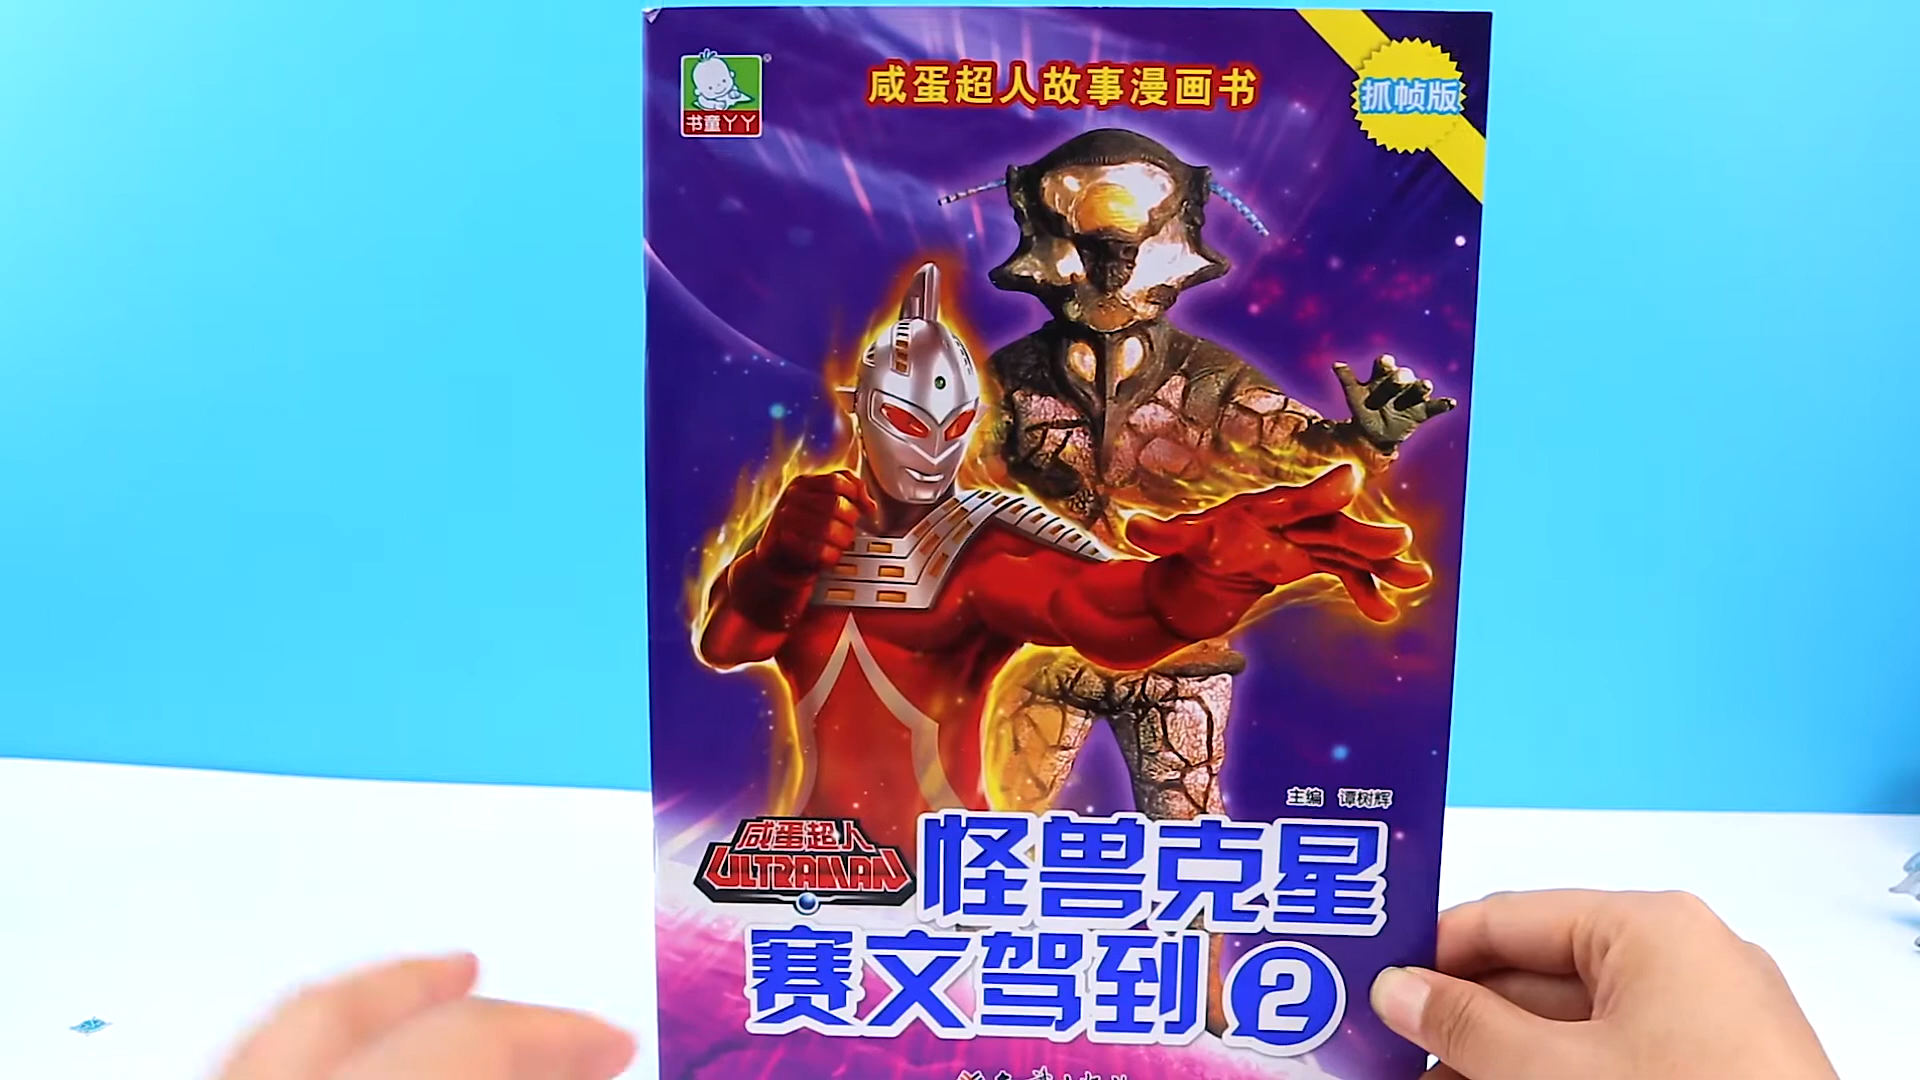 咸蛋超人故事漫画书
抓帧版
书童丫丫
主编 谭树辉
咸蛋超人
ULTRAMAN
怪兽克星
赛文驾到2